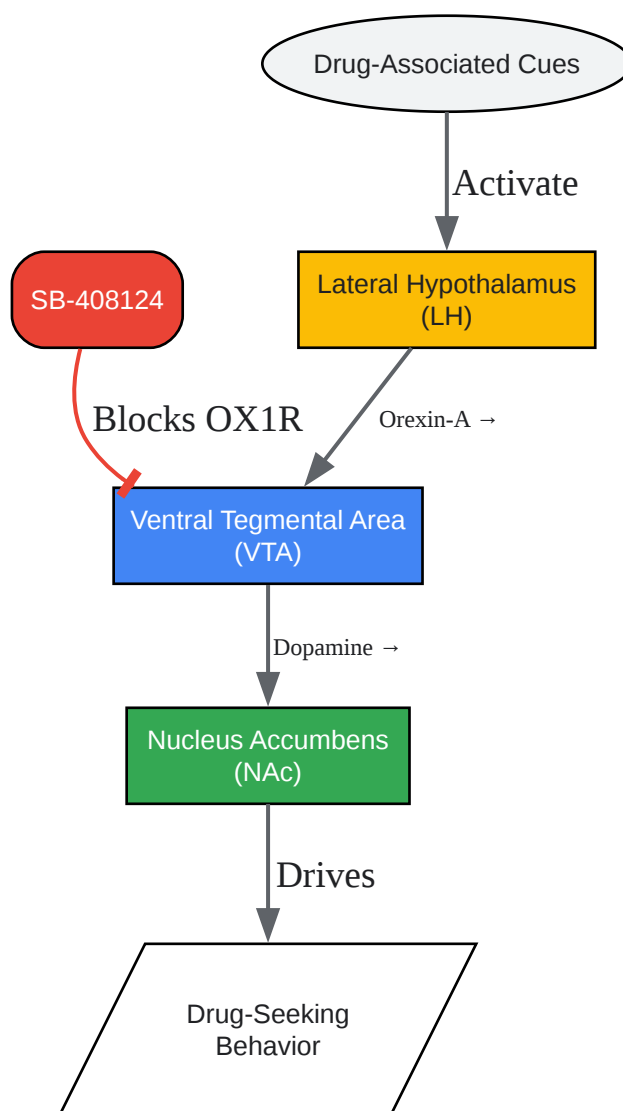 Drug-Associated Cues
Activate
Lateral Hypothalamus
(LH)
SB-408124
Blocks OX1R
Orexin-A →
Ventral Tegmental Area
(VTA)
Dopamine →
Nucleus Accumbens
(NAc)
Drives
Drug-Seeking
Behavior